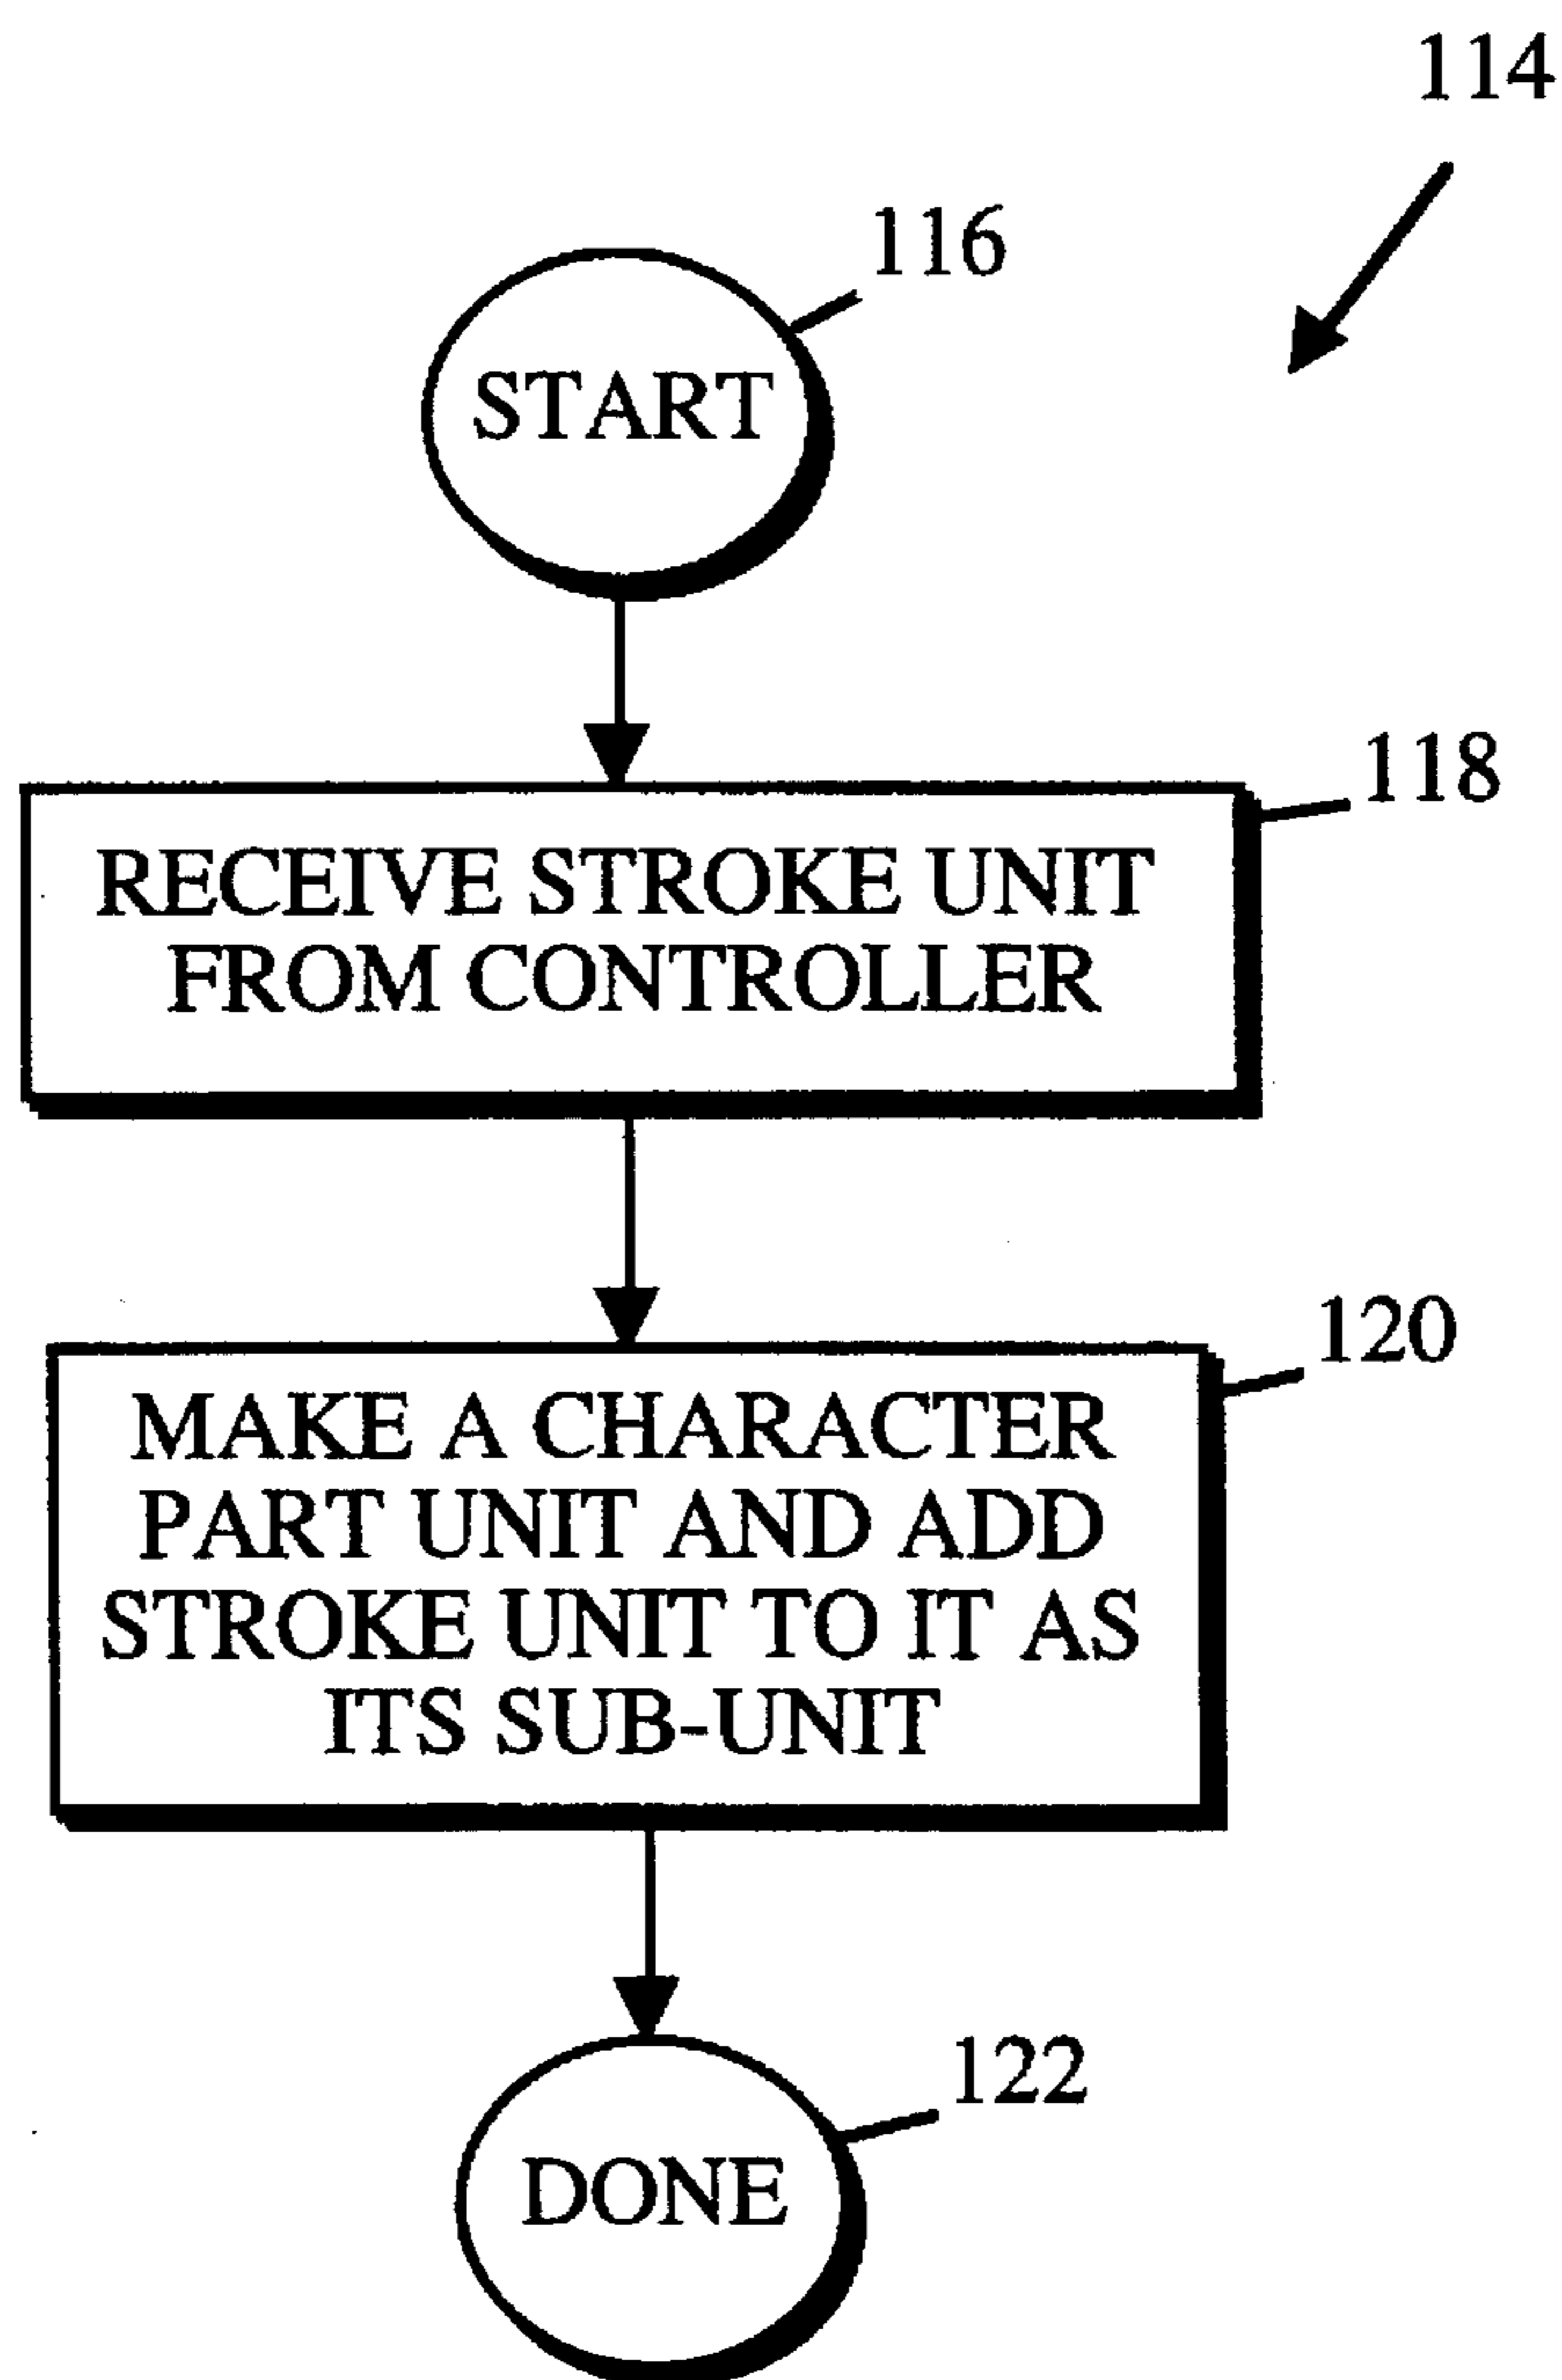 114
116
START
118
RECEIVE STROKE UNIT
FROM CONTROLLER
120
MAKE A CHARACTER
PART UNIT AND ADD
STROKE UNIT TO IT AS
ITS SUB-UNIT
122
DONE